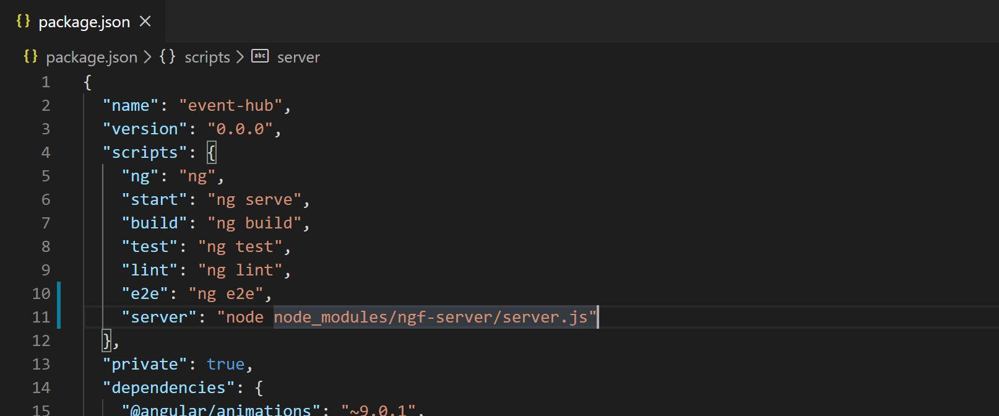 {} package.json ×
{} package.json > {} scripts > abc server
1 {
2 "name": "event-hub",
3 "version": "0.0.0",
4 "scripts": {
5 "ng": "ng",
6 "start": "ng serve",
7 "build": "ng build",
8 "test": "ng test",
9 "lint": "ng lint",
10 "e2e": "ng e2e",
11 "server": "node node_modules/ngf-server/server.js"
12 },
13 "private": true,
14 "dependencies": {
15 "@angular/animations": "~9.0.1",